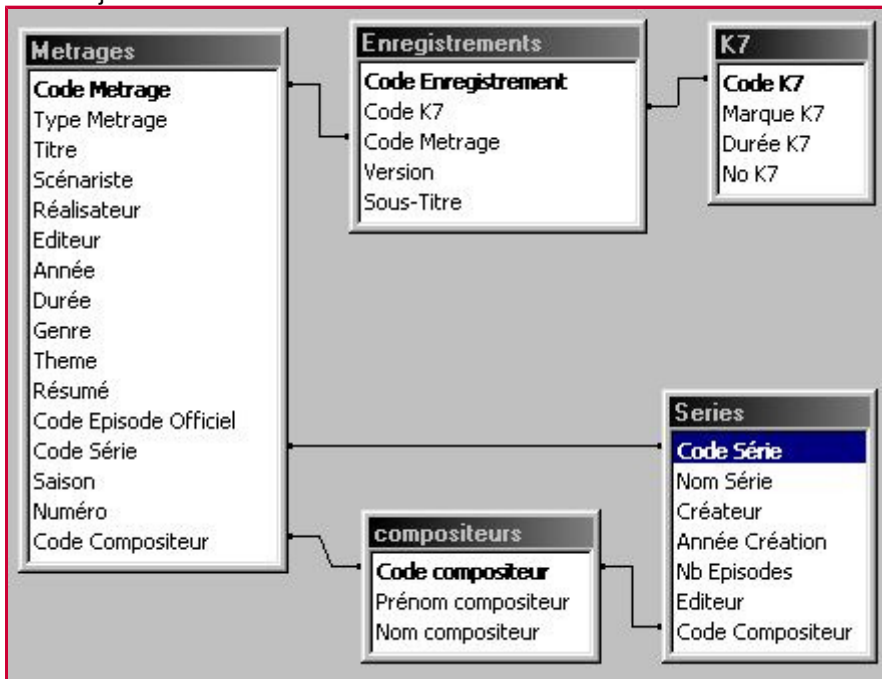 Metrages
Code Metrage
Type Metrage
Titre
Scénariste
Réalisateur
Editeur
Année
Durée
Genre
Theme
Résumé
Code Episode Officiel
Code Série
Saison
Numéro
Code Compositeur
Enregistrements
Code Enregistrement
Code K7
Code Metrage
Version
Sous-Titre
K7
Code K7
Marque K7
Durée K7
No K7
compositeurs
Code compositeur
Prénom compositeur
Nom compositeur
Series
Code Série
Nom Série
Créateur
Année Création
Nb Episodes
Editeur
Code Compositeur